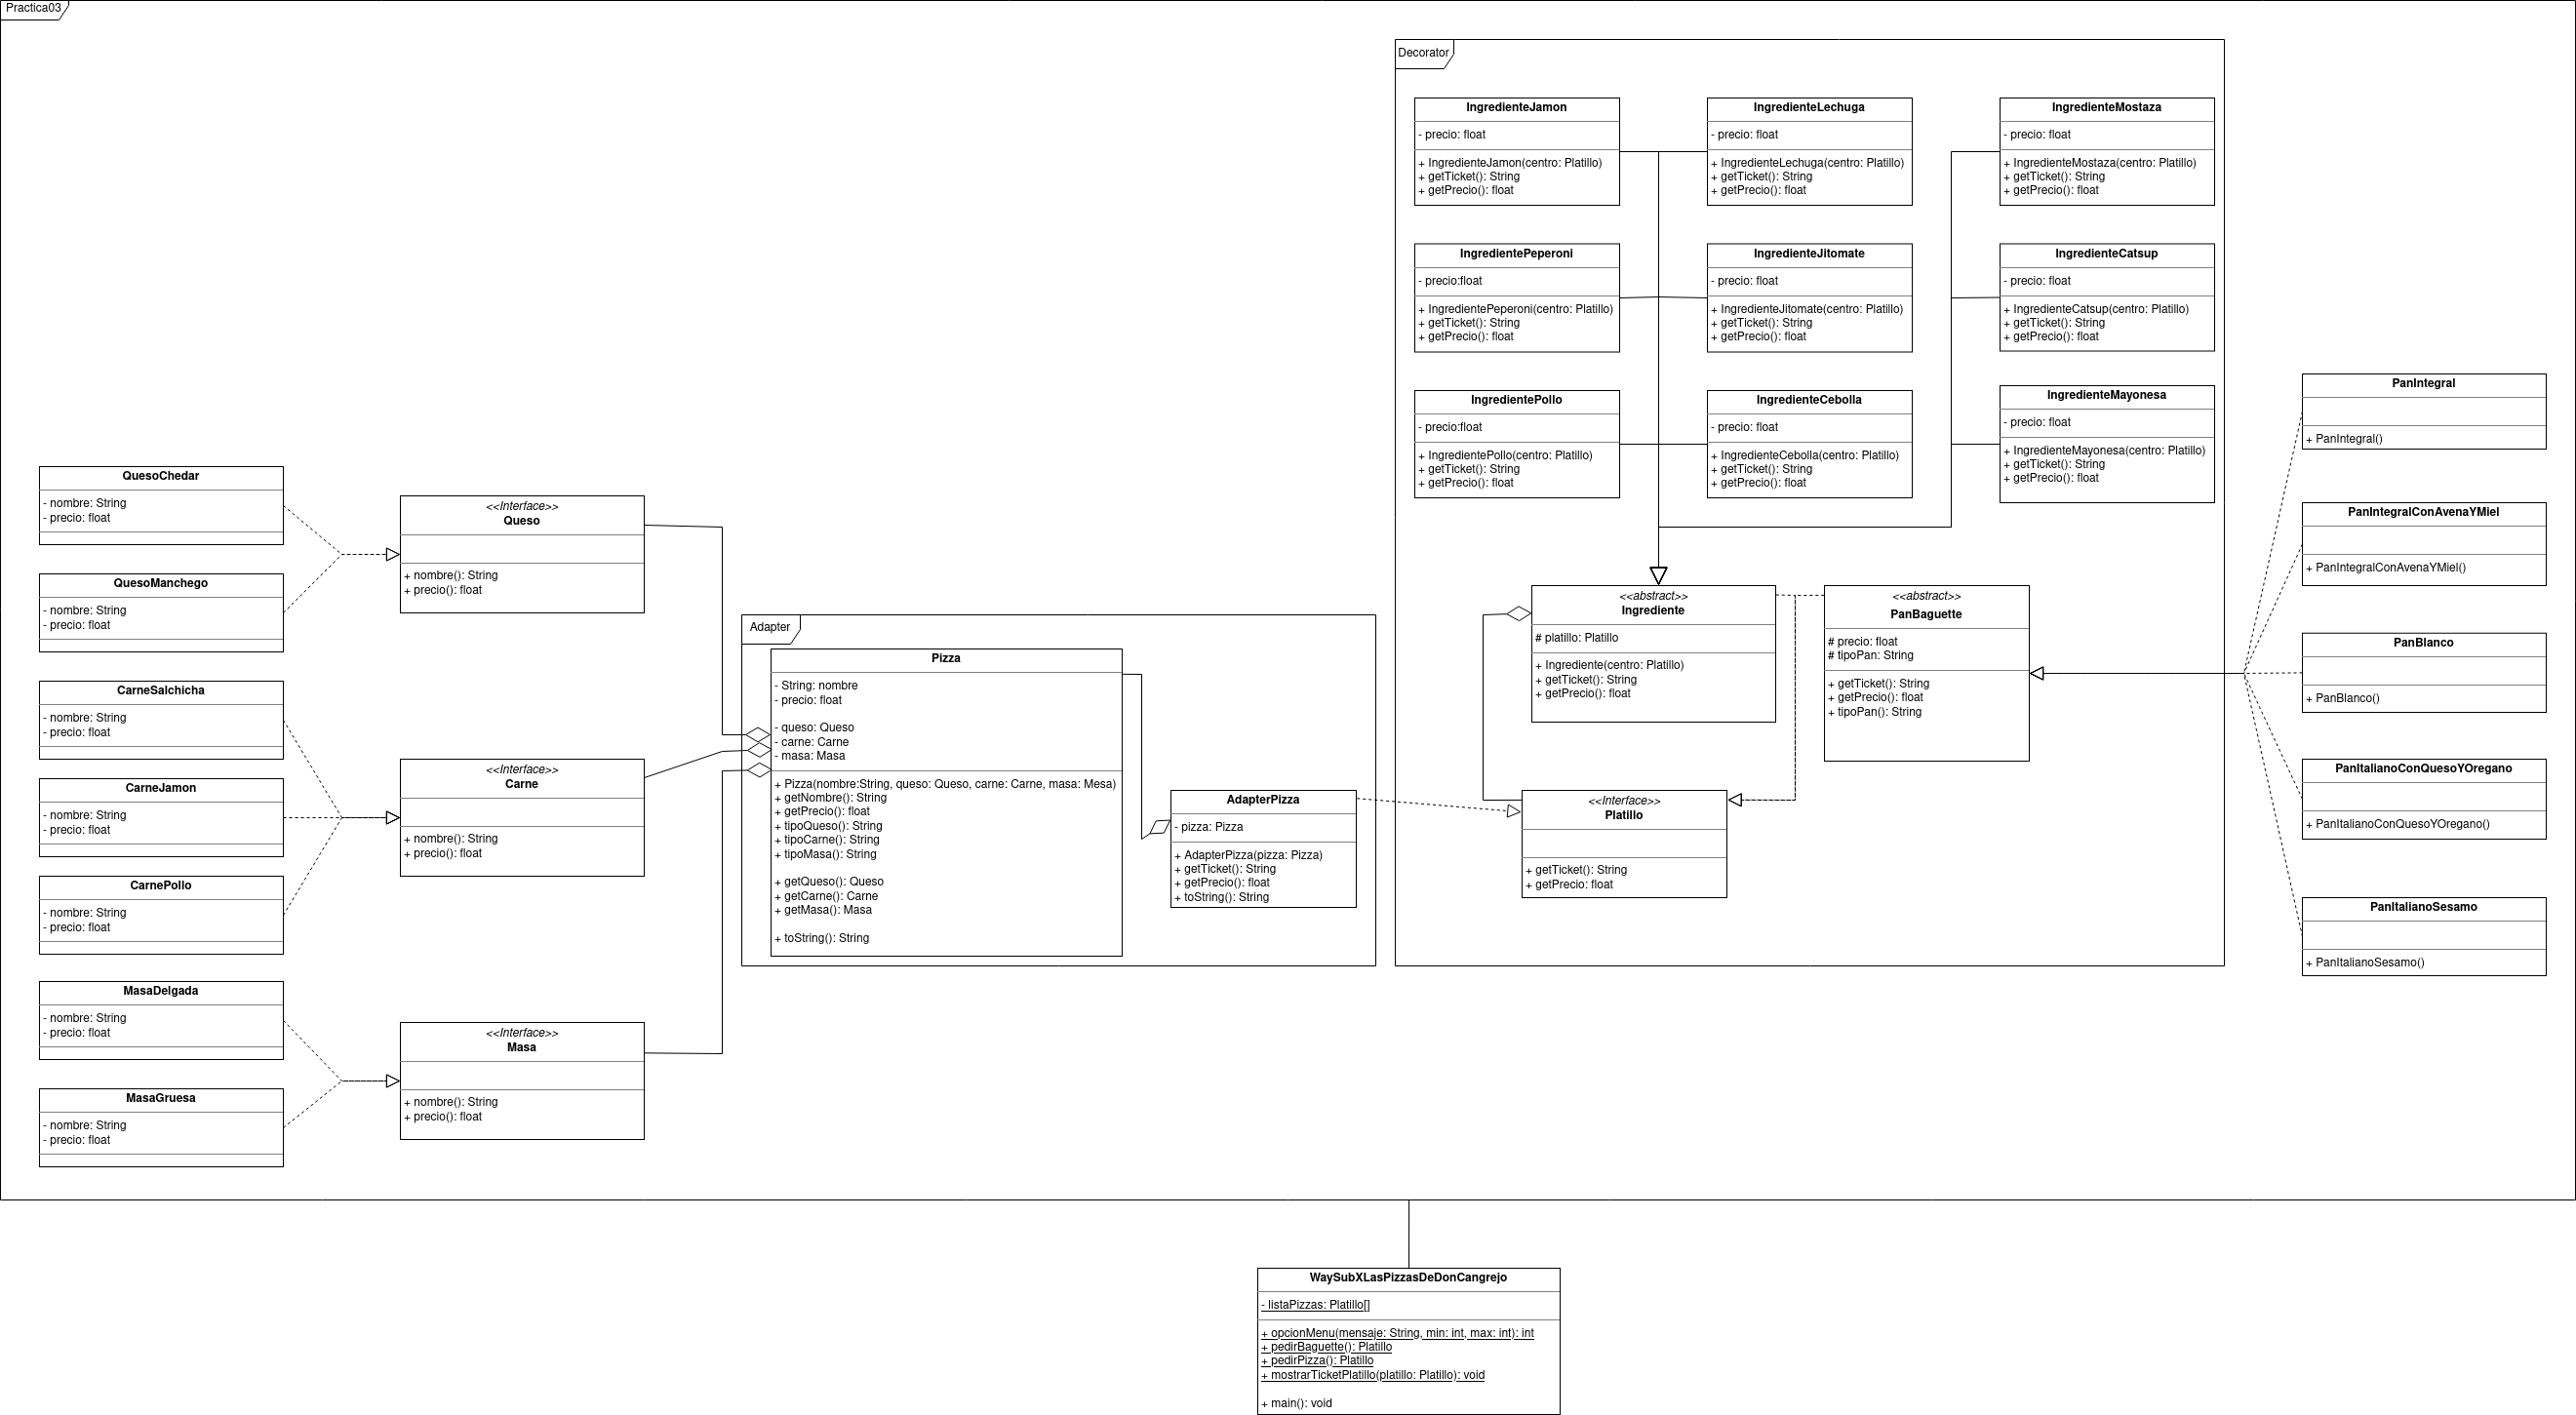 Practica03
Decorator
IngredienteJamon
- precio: float
+ IngredienteJamon(centro: Platillo)
+ getTicket(): String
+ getPrecio(): float
IngredienteLechuga
- precio: float
+ IngredienteLechuga(centro: Platillo)
+ getTicket(): String
+ getPrecio(): float
IngredienteMostaza
- precio: float
+ IngredienteMostaza(centro: Platillo)
+ getTicket(): String
+ getPrecio(): float
IngredientePeperoni
- precio:float
+ IngredientePeperoni(centro: Platillo)
+ getTicket(): String
+ getPrecio(): float
IngredienteJitomate
- precio: float
+ IngredienteJitomate(centro: Platillo)
+ getTicket(): String
+ getPrecio(): float
IngredienteCatsup
- precio: float
+ IngredienteCatsup(centro: Platillo)
+ getTicket(): String
+ getPrecio(): float
IngredientePollo
- precio:float
+ IngredientePollo(centro: Platillo)
+ getTicket(): String
+ getPrecio(): float
IngredienteCebolla
- precio: float
+ IngredienteCebolla(centro: Platillo)
+ getTicket(): String
+ getPrecio(): float
IngredienteMayonesa
- precio: float
+ IngredienteMayonesa(centro: Platillo)
+ getTicket(): String
+ getPrecio(): float
<<abstract>>
Ingrediente
# platillo: Platillo
+ Ingrediente(centro: Platillo)
+ getTicket(): String
+ getPrecio(): float
<<abstract>>
PanBaguette
# precio: float
# tipoPan: String
+ getTicket(): String
+ getPrecio(): float
+ tipoPan(): String
<<Interface>>
Platillo
+ getTicket(): String
+ getPrecio: float
PanIntegral
+ PanIntegral()
PanIntegralConAvenaYMiel
+ PanIntegralConAvenaYMiel()
PanBlanco
+ PanBlanco()
PanItalianoConQuesoYOregano
+ PanItalianoConQuesoYOregano()
PanItalianoSesamo
+ PanItalianoSesamo()
QuesoChedar
- nombre: String
- precio: float
QuesoManchego
- nombre: String
- precio: float
<<Interface>>
Queso
+ nombre(): String
+ precio(): float
CarneSalchicha
- nombre: String
- precio: float
CarneJamon
- nombre: String
- precio: float
CarnePollo
- nombre: String
- precio: float
<<Interface>>
Carne
+ nombre(): String
+ precio(): float
MasaDelgada
- nombre: String
- precio: float
MasaGruesa
- nombre: String
- precio: float
<<Interface>>
Masa
+ nombre(): String
+ precio(): float
Adapter
Pizza
- String: nombre
- precio: float
- queso: Queso
- carne: Carne
- masa: Masa
+ Pizza(nombre:String, queso: Queso, carne: Carne, masa: Mesa)
+ getNombre(): String
+ getPrecio(): float
+ tipoQueso(): String
+ tipoCarne(): String
+ tipoMasa(): String
+ getQueso(): Queso
+ getCarne(): Carne
+ getMasa(): Masa
+ toString(): String
AdapterPizza
- pizza: Pizza
+ AdapterPizza(pizza: Pizza)
+ getTicket(): String
+ getPrecio(): float
+ toString(): String
WaySubXLasPizzasDeDonCangrejo
- listaPizzas: Platillo[]
+ opcionMenu(mensaje: String, min: int, max: int): int
+ pedirBaguette(): Platillo
+ pedirPizza(): Platillo
+ mostrarTicketPlatillo(platillo: Platillo): void
+ main(): void